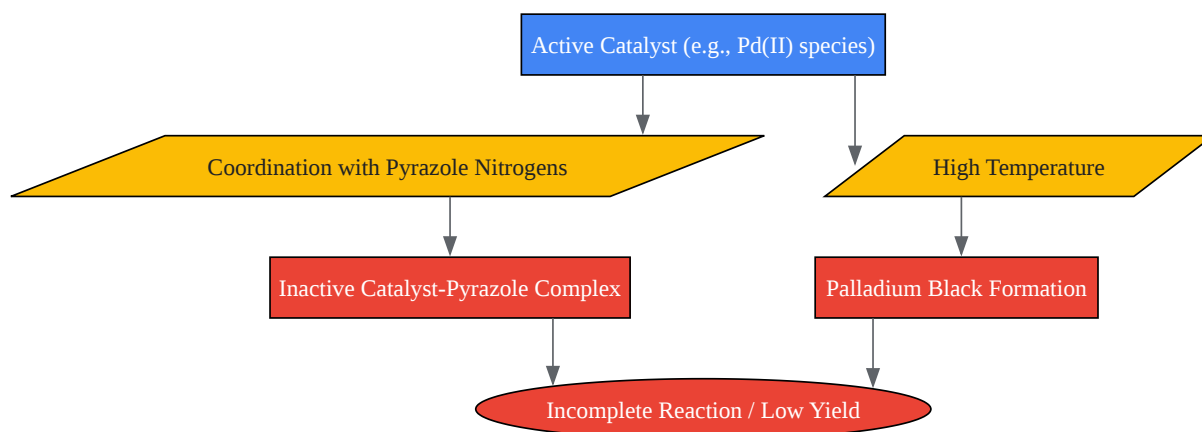 Active Catalyst (e.g., Pd(II) species)
Coordination with Pyrazole Nitrogens
High Temperature
Inactive Catalyst-Pyrazole Complex
Palladium Black Formation
Incomplete Reaction / Low Yield